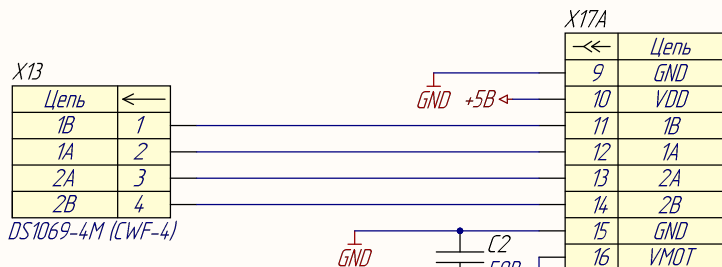 X17A
Цепь
9 GND
X13
GND +5В 10 VDD
Цепь
1B 1 11 1B
1A 2 12 1A
2A 3 13 2A
2B 4 14 2B
DS1069-4M (CWF-4)
15 GND
GND C2
16 VMOT